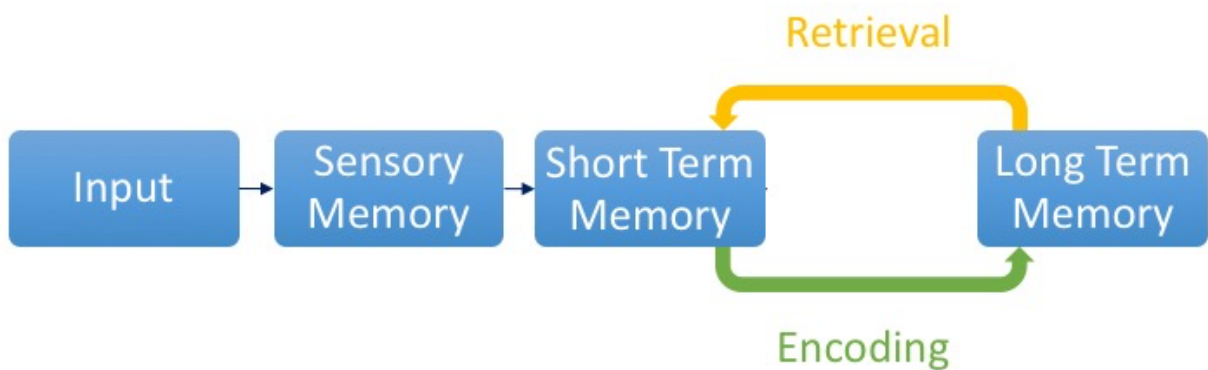 Retrieval
Input
Sensory
Memory
Short Term
Memory
Long Term
Memory
Encoding